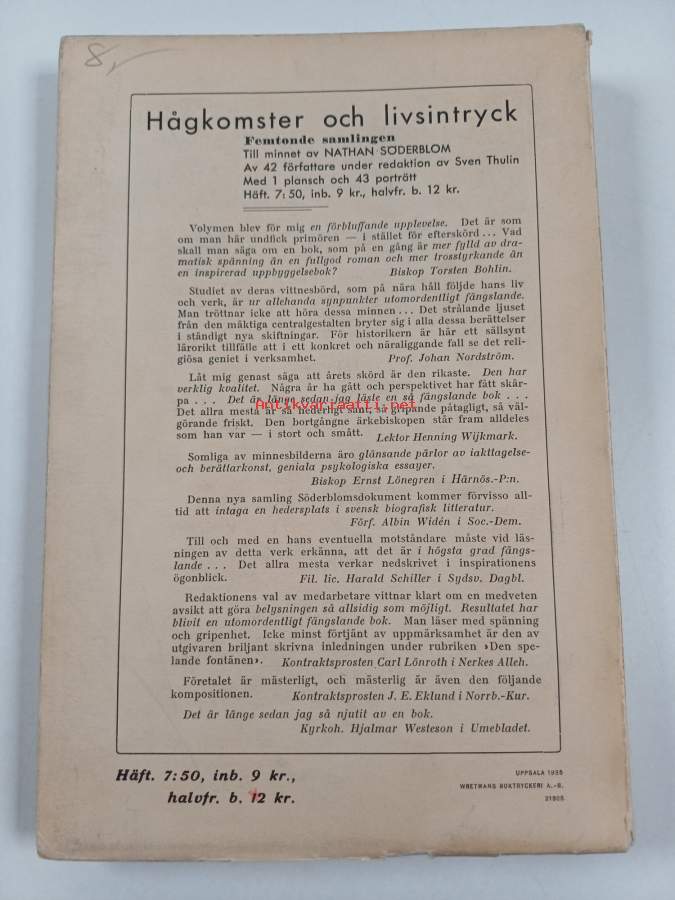 8,-
Hågkomster och livsintryck
Femtonde samlingen
Till minnet av NATHAN SÖDERBLOM
Av 42 författare under redaktion av Sven Thulin
Med 1 plansch och 43 porträtt
Häft. 7:50, inb. 9 kr., halvfr. b. 12 kr.
Volymen blev för mig en förbluffande upplevelse. Det är som
om man här undfick primören — i stället för efterskörd... Vad
skall man säga om en bok, som på en gång är mer fylld av dra-
matisk spänning än en fullgod roman och mer trosstyrkande än
en inspirerad uppbyggelsebok? Biskop Torsten Bohlin.
Studiet av deras vittnesbörd, som på nära håll följde hans liv
och verk, är ur allehanda synpunkter utomordentligt fängslande.
Man tröttnar icke att höra dessa minnen... Det strålande ljuset
från den mäktiga centralgestalten bryter sig i alla dessa berättelser
i ständigt nya skiftningar. För historikern är här ett sällsynt
lärorikt tillfälle att i ett konkret och näraliggande fall se det reli-
giösa geniet i verksamhet. Prof. Johan Nordström.
Låt mig genast säga att årets skörd är den rikaste. Den har
verklig kvalitet. Några år ha gått och perspektivet har fått skär-
pa . . . Det är länge sedan jag läste en så fängslande bok . . .
Antikvariaatti.net
Det allra mesta är så hederligt sant, så gripande påtagligt, så väl-
görande friskt. Den bortgångne ärkebiskopen står fram alldeles
som han var — i stort och smått. Lektor Henning Wijkmark.
Somliga av minnesbilderna äro glänsande pärlor av iakttagelse-
och berättarkonst, geniala psykologiska essayer.
Biskop Ernst Lönegren i Härnös.-P:n.
Denna nya samling Söderblomsdokument kommer förvisso all-
tid att intaga en hedersplats i svensk biografisk litteratur.
Förf. Albin Widén i Soc.-Dem.
Till och med en hans eventuella motståndare måste vid läs-
ningen av detta verk erkänna, att det är i högsta grad fängs-
lande . . . Det allra mesta verkar nedskrivet i inspirationens
ögonblick. Fil. lic. Harald Schiller i Sydsv. Dagbl.
Redaktionens val av medarbetare vittnar klart om en medveten
avsikt att göra belysningen så allsidig som möjligt. Resultatet har
blivit en utomordentligt fängslande bok. Man läser med spänning
och gripenhet. Icke minst förtjänt av uppmärksamhet är den av
utgivaren briljant skrivna inledningen under rubriken »Den spe-
lande fontänen». Kontraktsprosten Carl Lönroth i Nerkes Alleh.
Företalet är mästerligt, och mästerlig är även den följande
kompositionen. Kontraktsprosten J. E. Eklund i Norrb.-Kur.
Det är länge sedan jag så njutit av en bok.
Kyrkoh. Hjalmar Westeson i Umebladet.
Häft. 7:50, inb. 9 kr.,
halvfr. b. 12 kr.
UPPSALA 1935
WRETMANS BOKTRYCKERI A.-B.